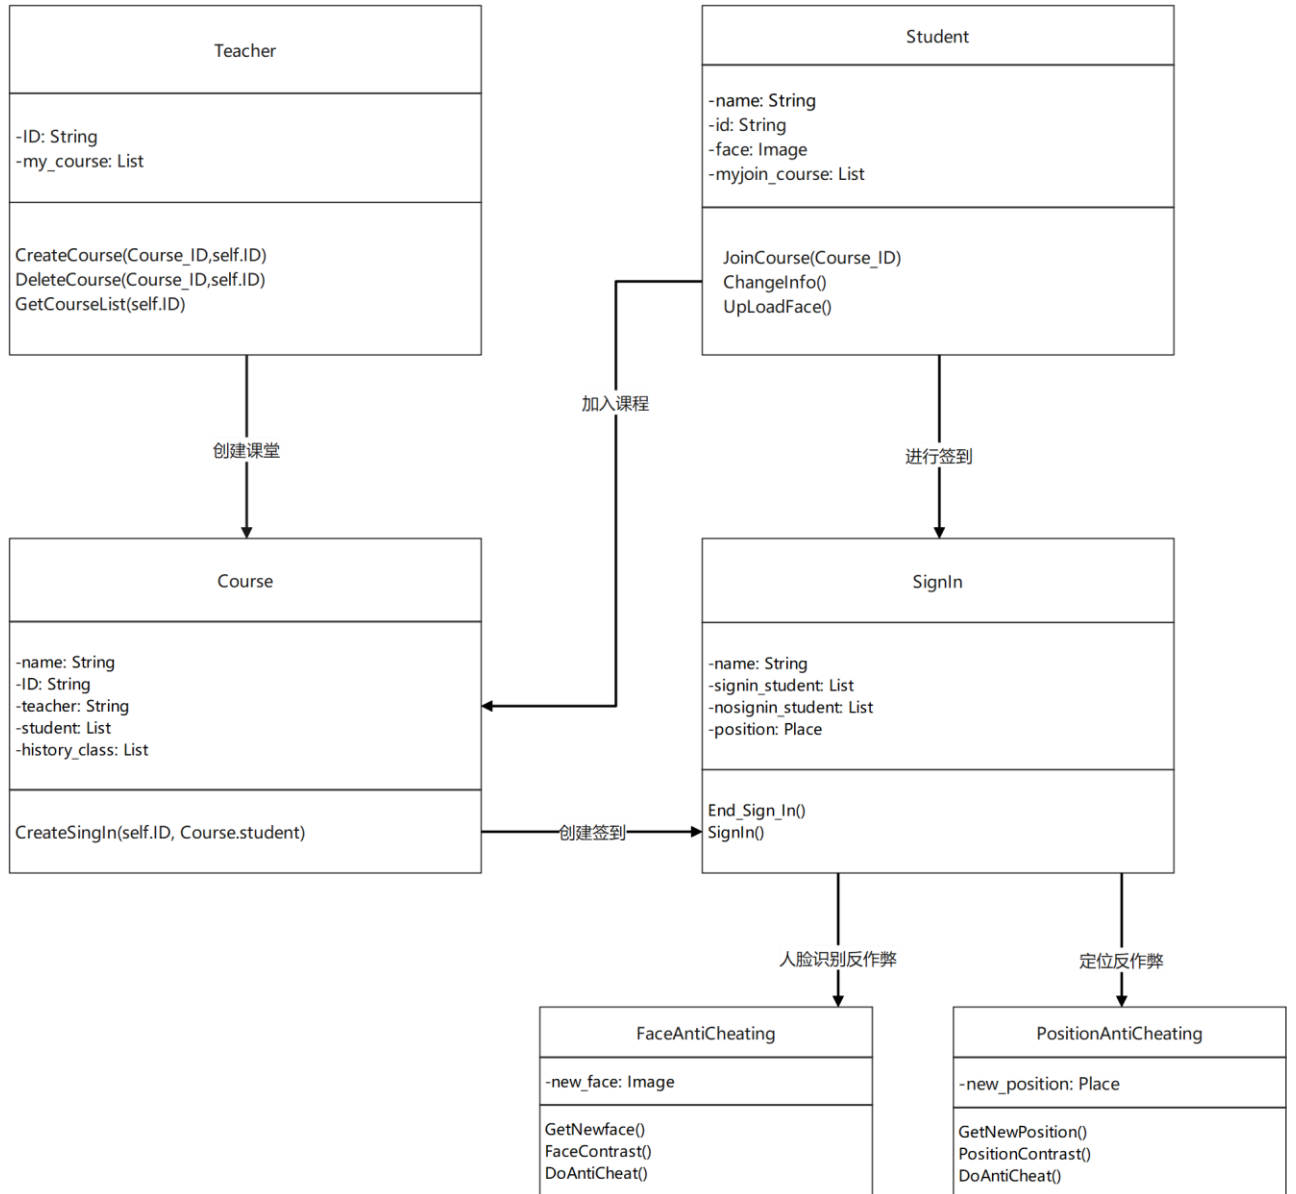 Teacher
-ID: String
-my_course: List
CreateCourse(Course_ID,self.ID)
DeleteCourse(Course_ID,self.ID)
GetCourseList(self.ID)
Student
-name: String
-id: String
-face: Image
-myjoin_course: List
JoinCourse(Course_ID)
ChangeInfo()
UpLoadFace()
创建课堂
加入课程
进行签到
Course
-name: String
-ID: String
-teacher: String
-student: List
-history_class: List
CreateSingIn(self.ID, Course.student)
创建签到
SignIn
-name: String
-signin_student: List
-nosignin_student: List
-position: Place
End_Sign_In()
SignIn()
人脸识别反作弊
定位反作弊
FaceAntiCheating
-new_face: Image
GetNewface()
FaceContrast()
DoAntiCheat()
PositionAntiCheating
-new_position: Place
GetNewPosition()
PositionContrast()
DoAntiCheat()